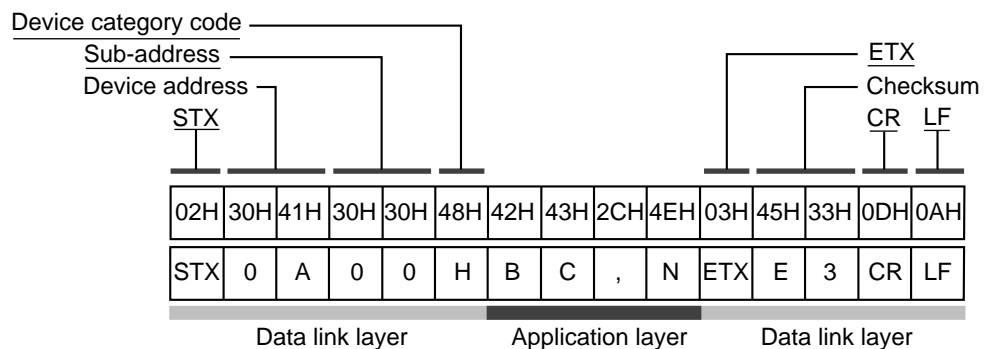 Device category code
Sub-address
Device address
STX
ETX
Checksum
CR LF
02H 30H 41H 30H 30H 48H 42H 43H 2CH 4EH 03H 45H 33H 0DH 0AH
STX 0 A 0 0 H B C , N ETX E 3 CR LF
Data link layer Application layer Data link layer